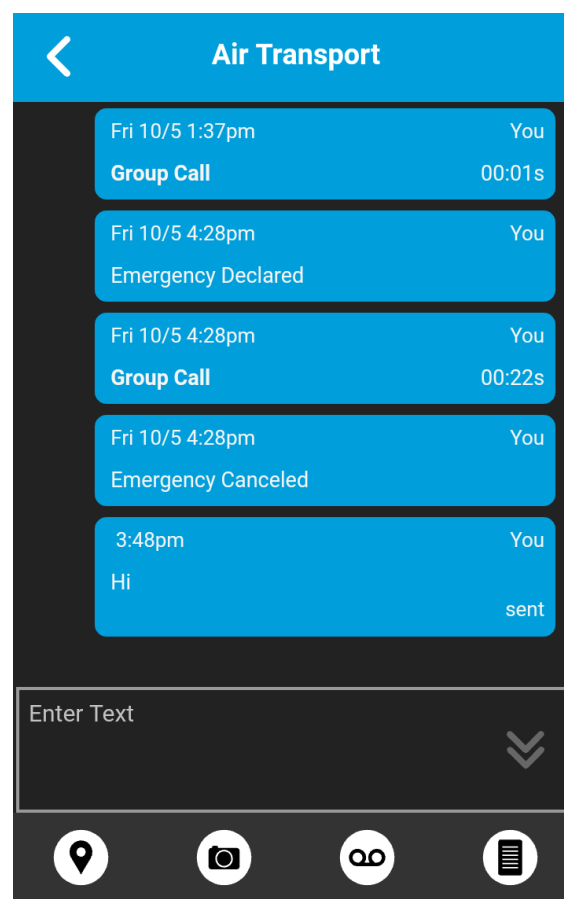 Air Transport
Fri 10/5 1:37pm You
Group Call 00:01s
Fri 10/5 4:28pm You
Emergency Declared
Fri 10/5 4:28pm You
Group Call 00:22s
Fri 10/5 4:28pm You
Emergency Canceled
3:48pm You
Hi
sent
Enter Text